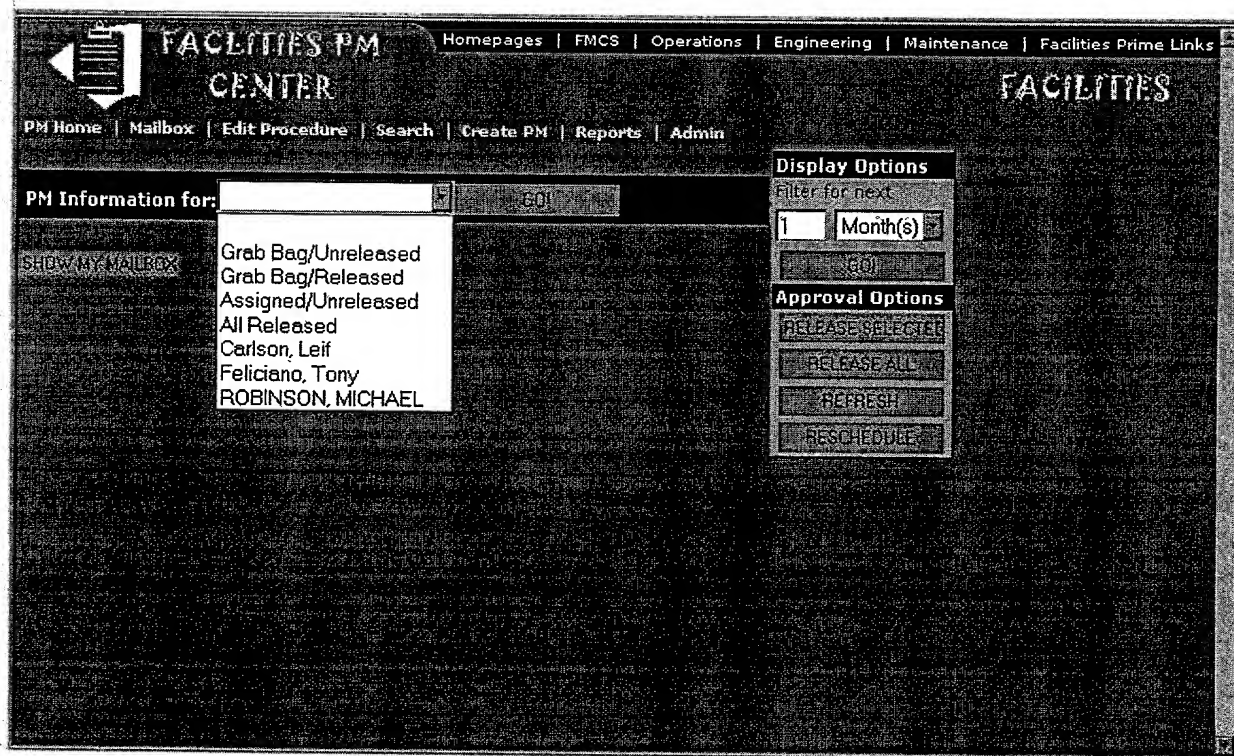 FACILITIES PM
CENTER
Homepages | FMCS | Operations | Engineering | Maintenance | Facilities Prime Links
FACILITIES
PM Home | Mailbox | Edit Procedure | Search | Create PM | Reports | Admin
PM Information for:
GO!
SHOW MY MAILBOX
Grab Bag/Unreleased
Grab Bag/Released
Assigned/Unreleased
All Released
Carlson, Leif
Feliciano, Tony
ROBINSON, MICHAEL
Display Options
Filter for next
1 Month(s)
GO!
Approval Options
RELEASE SELECTED
RELEASE ALL
REFRESH
RESCHEDULE